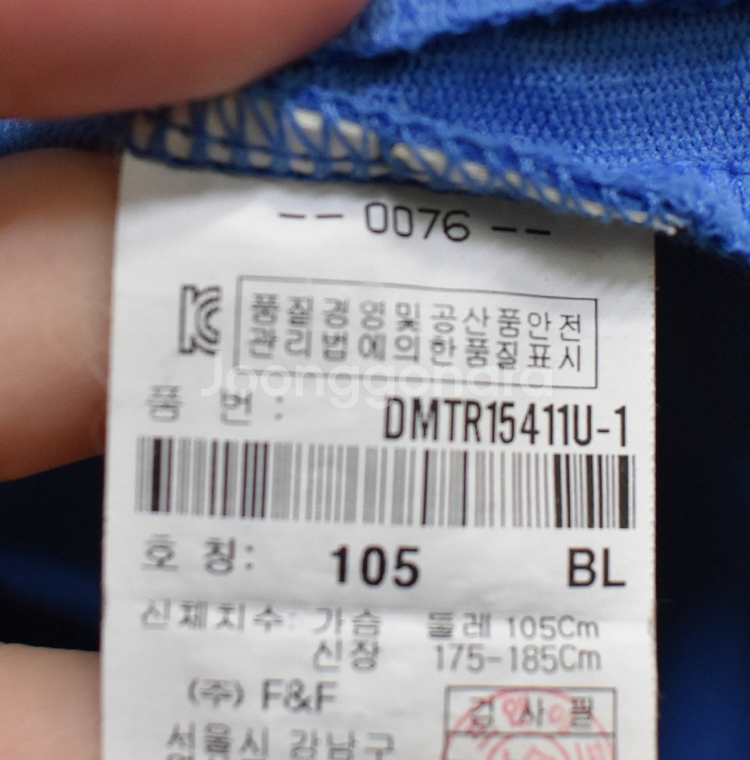 -- 0076 --
품질경영및공산품안전
관리법에의한품질표시
Joonggonara
품 번: DMTR15411U-1
호 칭: 105 BL
신체치수: 가슴 둘레 105Cm
신장 175-185Cm
(주) F&F
검 사 필
서울시 강남구